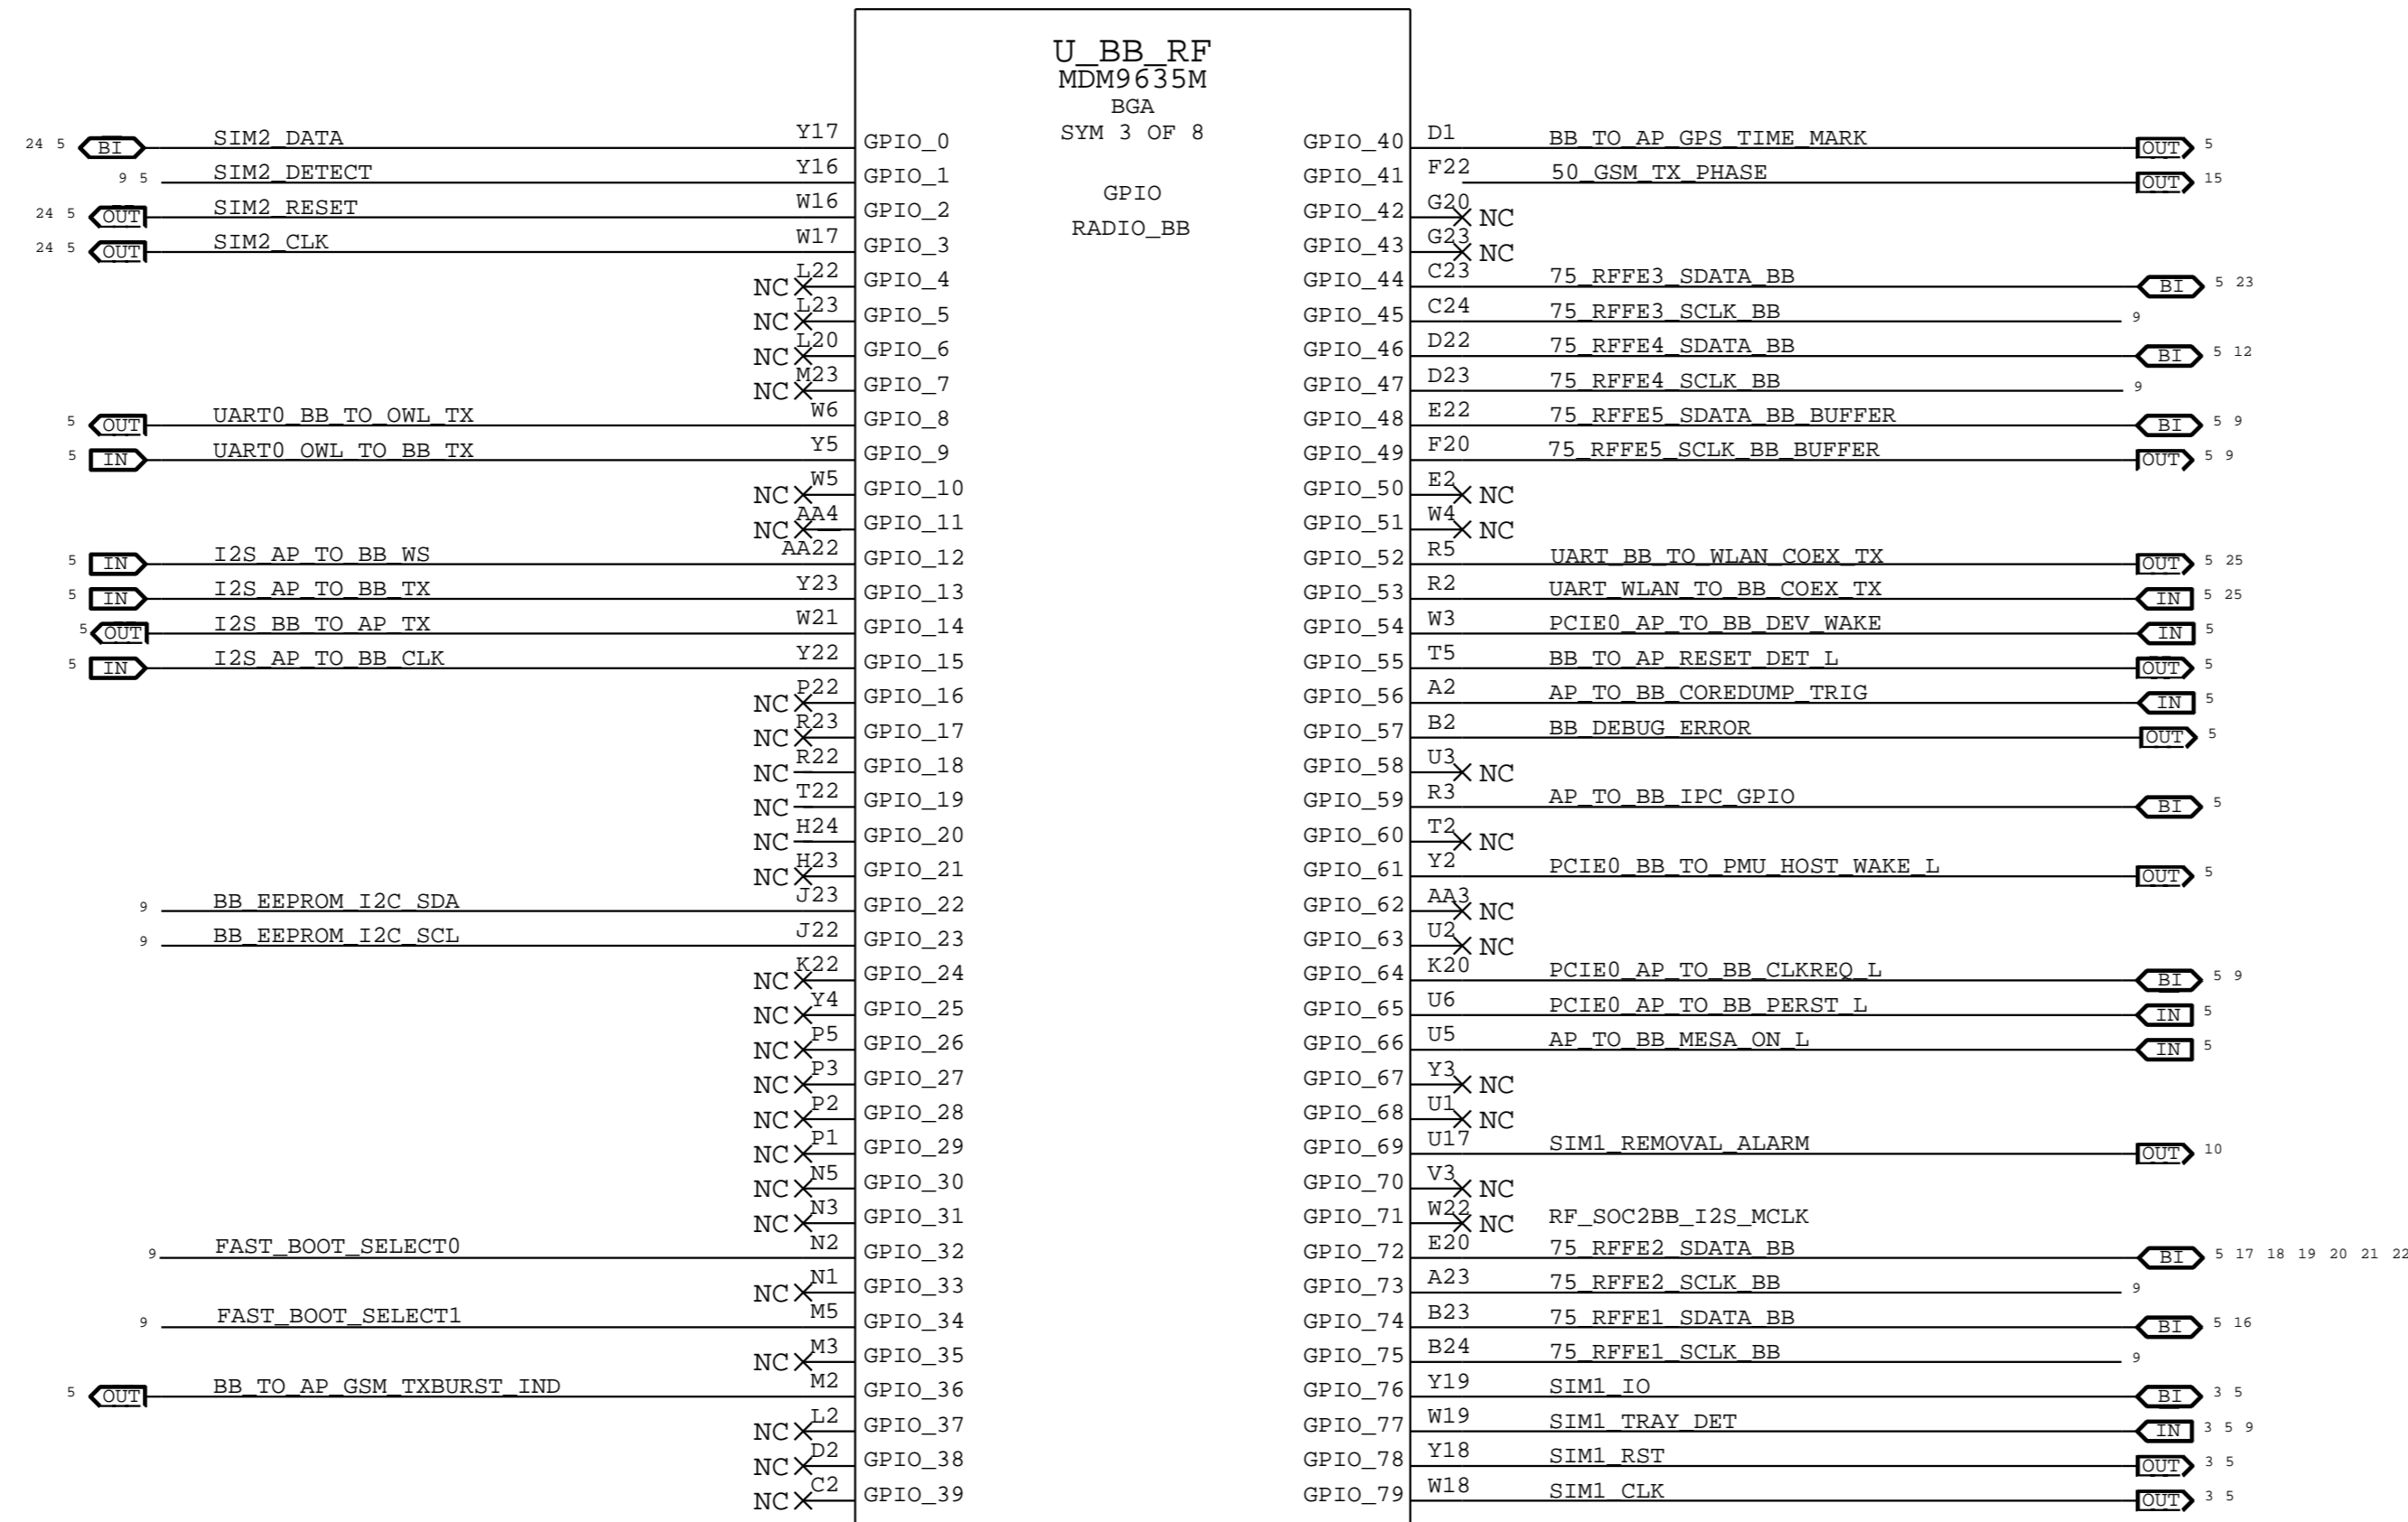 U_BB_RF
MDM9635M
BGA
SYM 3 OF 8
GPIO
RADIO_BB
24 5 BI SIM2_DATA Y17 GPIO_0
9 5 SIM2_DETECT Y16 GPIO_1
24 5 OUT SIM2_RESET W16 GPIO_2
24 5 OUT SIM2_CLK W17 GPIO_3
NC L22 GPIO_4
NC L23 GPIO_5
NC L20 GPIO_6
NC M23 GPIO_7
5 OUT UART0_BB_TO_OWL_TX W6 GPIO_8
5 IN UART0_OWL_TO_BB_TX Y5 GPIO_9
NC W5 GPIO_10
NC AA4 GPIO_11
5 IN I2S_AP_TO_BB_WS AA22 GPIO_12
5 IN I2S_AP_TO_BB_TX Y23 GPIO_13
5 OUT I2S_BB_TO_AP_TX W21 GPIO_14
5 IN I2S_AP_TO_BB_CLK Y22 GPIO_15
NC P22 GPIO_16
NC R23 GPIO_17
NC R22 GPIO_18
NC T22 GPIO_19
NC H24 GPIO_20
NC H23 GPIO_21
9 BB_EEPROM_I2C_SDA J23 GPIO_22
9 BB_EEPROM_I2C_SCL J22 GPIO_23
NC K22 GPIO_24
NC Y4 GPIO_25
NC P5 GPIO_26
NC P3 GPIO_27
NC P2 GPIO_28
NC P1 GPIO_29
NC N5 GPIO_30
NC N3 GPIO_31
9 FAST_BOOT_SELECT0 N2 GPIO_32
NC N1 GPIO_33
9 FAST_BOOT_SELECT1 M5 GPIO_34
NC M3 GPIO_35
5 OUT BB_TO_AP_GSM_TXBURST_IND M2 GPIO_36
NC L2 GPIO_37
NC D2 GPIO_38
NC C2 GPIO_39
GPIO_40 D1 BB_TO_AP_GPS_TIME_MARK OUT 5
GPIO_41 F22 50_GSM_TX_PHASE OUT 15
GPIO_42 G20 NC
GPIO_43 G23 NC
GPIO_44 C23 75_RFFE3_SDATA_BB BI 5 23
GPIO_45 C24 75_RFFE3_SCLK_BB 9
GPIO_46 D22 75_RFFE4_SDATA_BB BI 5 12
GPIO_47 D23 75_RFFE4_SCLK_BB 9
GPIO_48 E22 75_RFFE5_SDATA_BB_BUFFER BI 5 9
GPIO_49 F20 75_RFFE5_SCLK_BB_BUFFER OUT 5 9
GPIO_50 E2 NC
GPIO_51 W4 NC
GPIO_52 R5 UART_BB_TO_WLAN_COEX_TX OUT 5 25
GPIO_53 R2 UART_WLAN_TO_BB_COEX_TX IN 5 25
GPIO_54 W3 PCIE0_AP_TO_BB_DEV_WAKE IN 5
GPIO_55 T5 BB_TO_AP_RESET_DET_L OUT 5
GPIO_56 A2 AP_TO_BB_COREDUMP_TRIG IN 5
GPIO_57 B2 BB_DEBUG_ERROR OUT 5
GPIO_58 U3 NC
GPIO_59 R3 AP_TO_BB_IPC_GPIO BI 5
GPIO_60 T2 NC
GPIO_61 Y2 PCIE0_BB_TO_PMU_HOST_WAKE_L OUT 5
GPIO_62 AA3 NC
GPIO_63 U2 NC
GPIO_64 K20 PCIE0_AP_TO_BB_CLKREQ_L BI 5 9
GPIO_65 U6 PCIE0_AP_TO_BB_PERST_L IN 5
GPIO_66 U5 AP_TO_BB_MESA_ON_L IN 5
GPIO_67 Y3 NC
GPIO_68 U1 NC
GPIO_69 U17 SIM1_REMOVAL_ALARM OUT 10
GPIO_70 V3 NC
GPIO_71 W22 NC RF_SOC2BB_I2S_MCLK
GPIO_72 E20 75_RFFE2_SDATA_BB BI 5 17 18 19 20 21 22
GPIO_73 A23 75_RFFE2_SCLK_BB 9
GPIO_74 B23 75_RFFE1_SDATA_BB BI 5 16
GPIO_75 B24 75_RFFE1_SCLK_BB 9
GPIO_76 Y19 SIM1_IO BI 3 5
GPIO_77 W19 SIM1_TRAY_DET IN 3 5 9
GPIO_78 Y18 SIM1_RST OUT 3 5
GPIO_79 W18 SIM1_CLK OUT 3 5